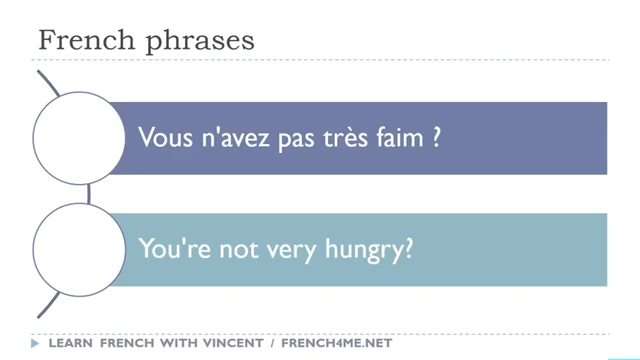 French phrases
Vous n'avez pas très faim ?
You're not very hungry?
LEARN FRENCH WITH VINCENT / FRENCH4ME.NET